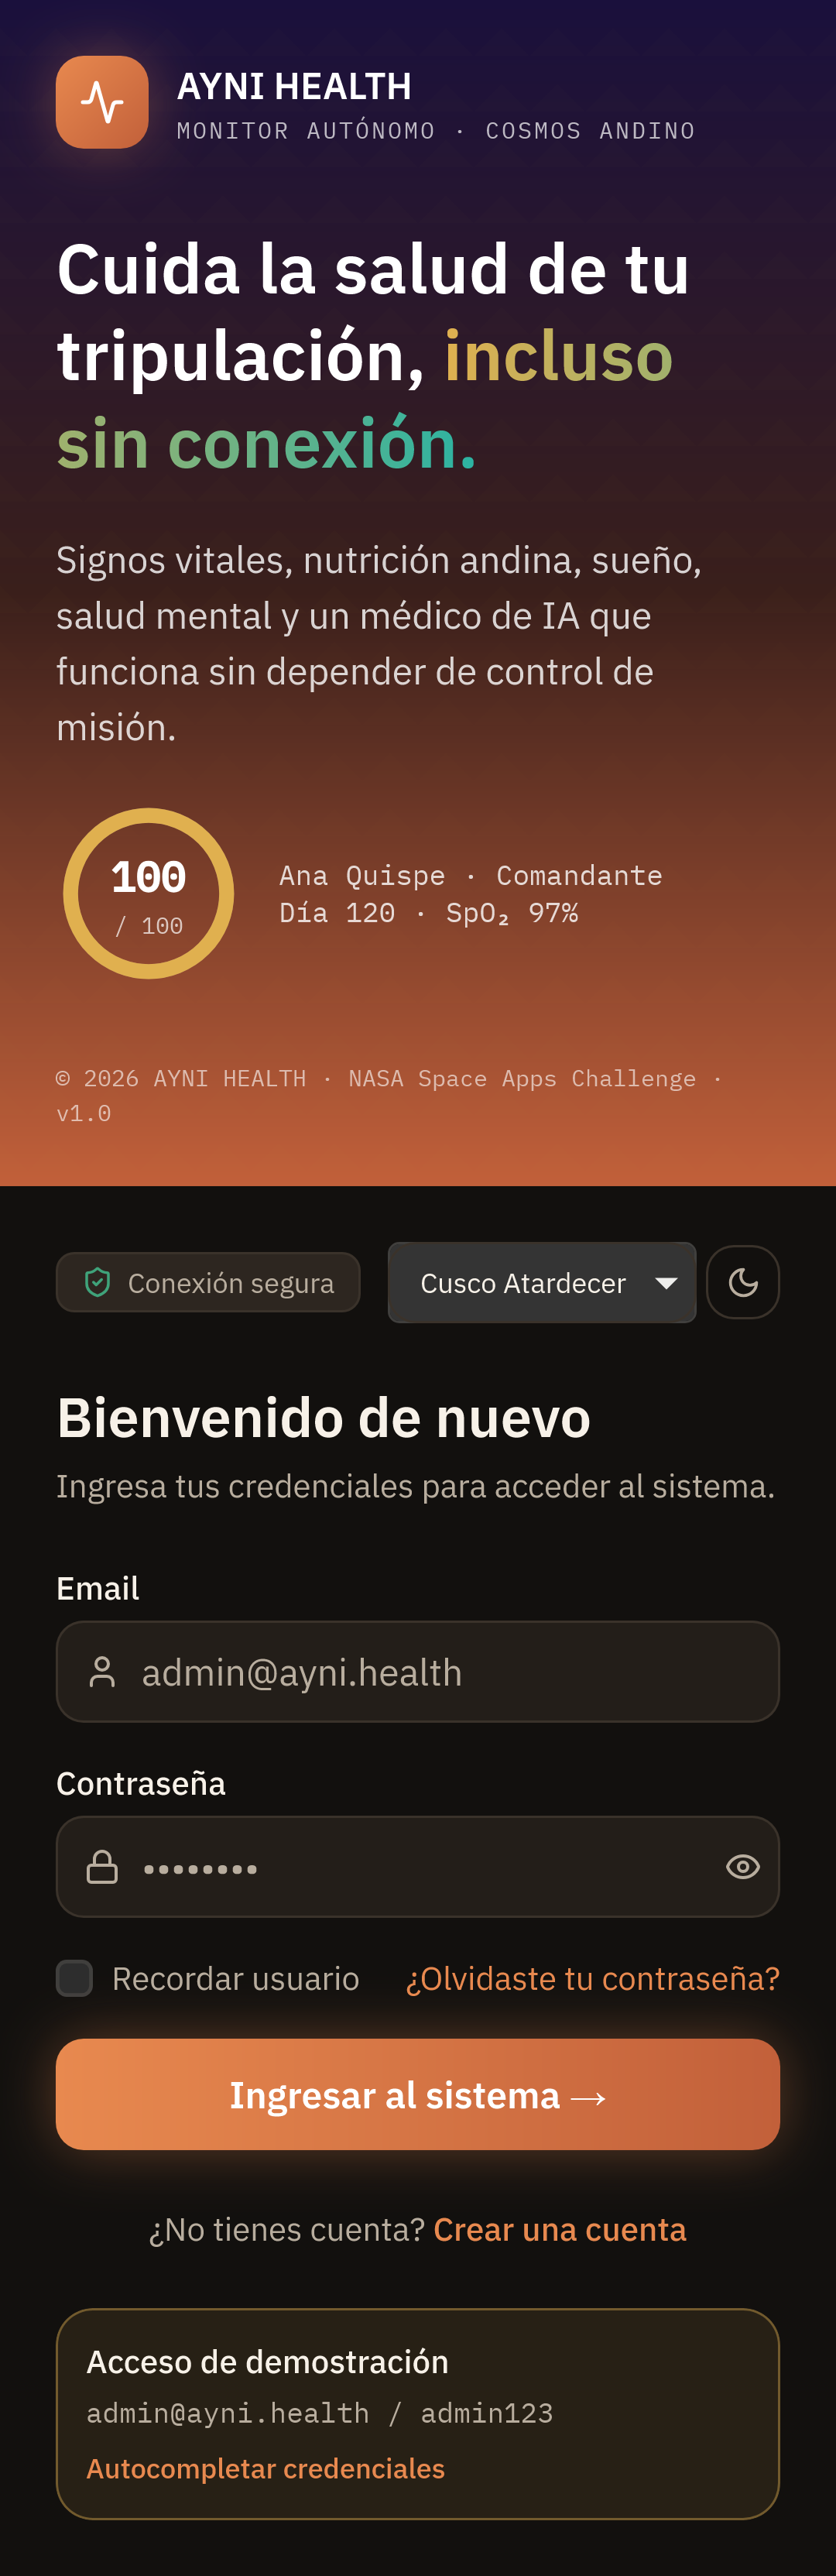 AYNI HEALTH
MONITOR AUTÓNOMO · COSMOS ANDINO
Cuida la salud de tu
tripulación, incluso
sin conexión.
Signos vitales, nutrición andina, sueño,
salud mental y un médico de IA que
funciona sin depender de control de
misión.
100
/ 100
Ana Quispe · Comandante
Día 120 · SpO₂ 97%
© 2026 AYNI HEALTH · NASA Space Apps Challenge ·
v1.0
Conexión segura
Cusco Atardecer
Bienvenido de nuevo
Ingresa tus credenciales para acceder al sistema.
Email
admin@ayni.health
Contraseña
••••••••
Recordar usuario
¿Olvidaste tu contraseña?
Ingresar al sistema →
¿No tienes cuenta? Crear una cuenta
Acceso de demostración
admin@ayni.health / admin123
Autocompletar credenciales